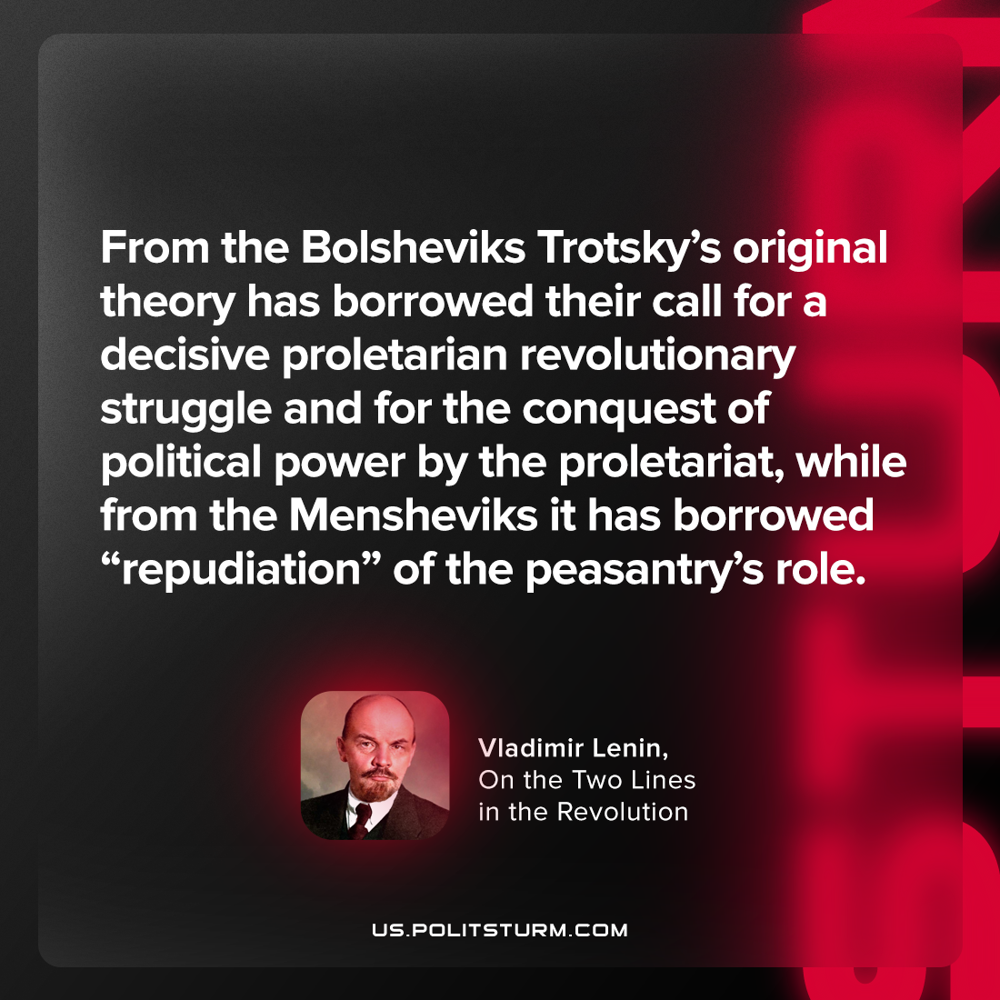 From the Bolsheviks Trotsky’s original
theory has borrowed their call for a
decisive proletarian revolutionary
struggle and for the conquest of
political power by the proletariat, while
from the Mensheviks it has borrowed
“repudiation” of the peasantry’s role.
Vladimir Lenin,
On the Two Lines
in the Revolution
US.POLITSTURM.COM